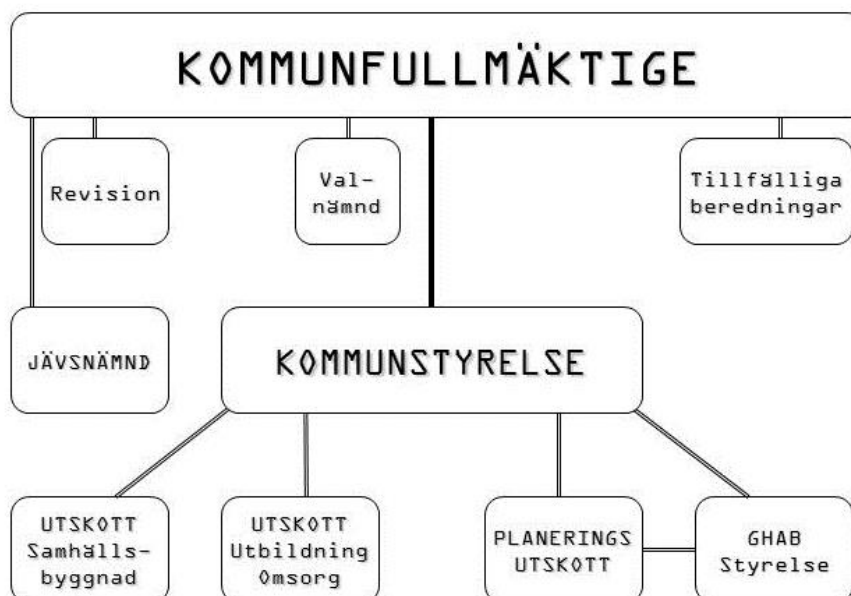 KOMMUNFULLMÄKTIGE
Revision
Val-
nämnd
Tillfälliga
beredningar
JÄVSNÄMND
KOMMUNSTYRELSE
UTSKOTT
Samhälls-
byggnad
UTSKOTT
Utbildning
Omsorg
PLANERINGS
UTSKOTT
GHAB
Styrelse